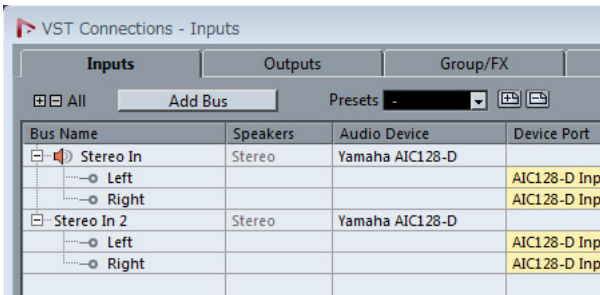 VST Connections - Inputs
Inputs Outputs Group/FX
All Add Bus Presets -
Bus Name Speakers Audio Device Device Port
Stereo In Stereo Yamaha AIC128-D
Left AIC128-D Inp
Right AIC128-D Inp
Stereo In 2 Stereo Yamaha AIC128-D
Left AIC128-D Inp
Right AIC128-D Inp